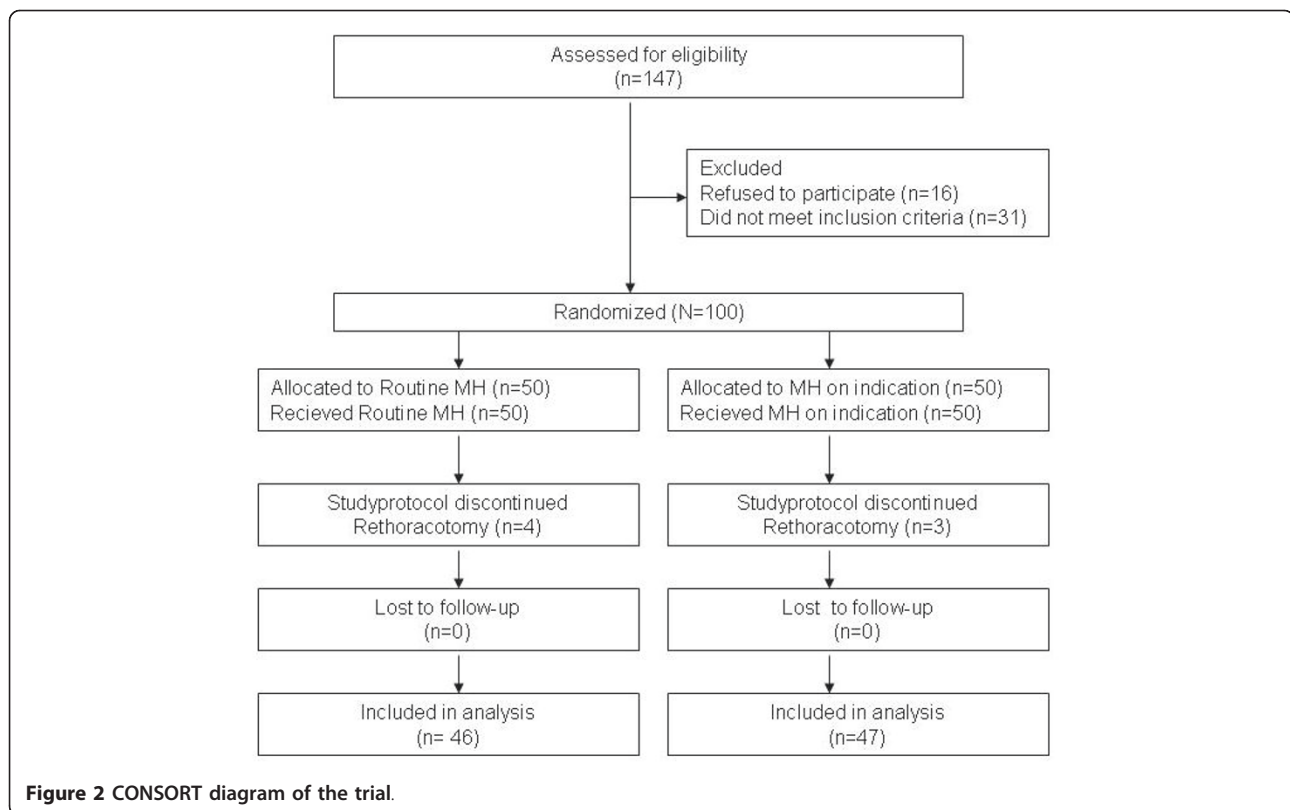 Assessed for eligibility
(n=147)
Excluded
Refused to participate (n=16)
Did not meet inclusion criteria (n=31)
Randomized (N=100)
Allocated to Routine MH (n=50)
Recieved Routine MH (n=50)
Allocated to MH on indication (n=50)
Recieved MH on indication (n=50)
Studyprotocol discontinued
Rethoracotomy (n=4)
Studyprotocol discontinued
Rethoracotomy (n=3)
Lost to follow-up
(n=0)
Lost to follow-up
(n=0)
Included in analysis
(n= 46)
Included in analysis
(n=47)
Figure 2 CONSORT diagram of the trial.